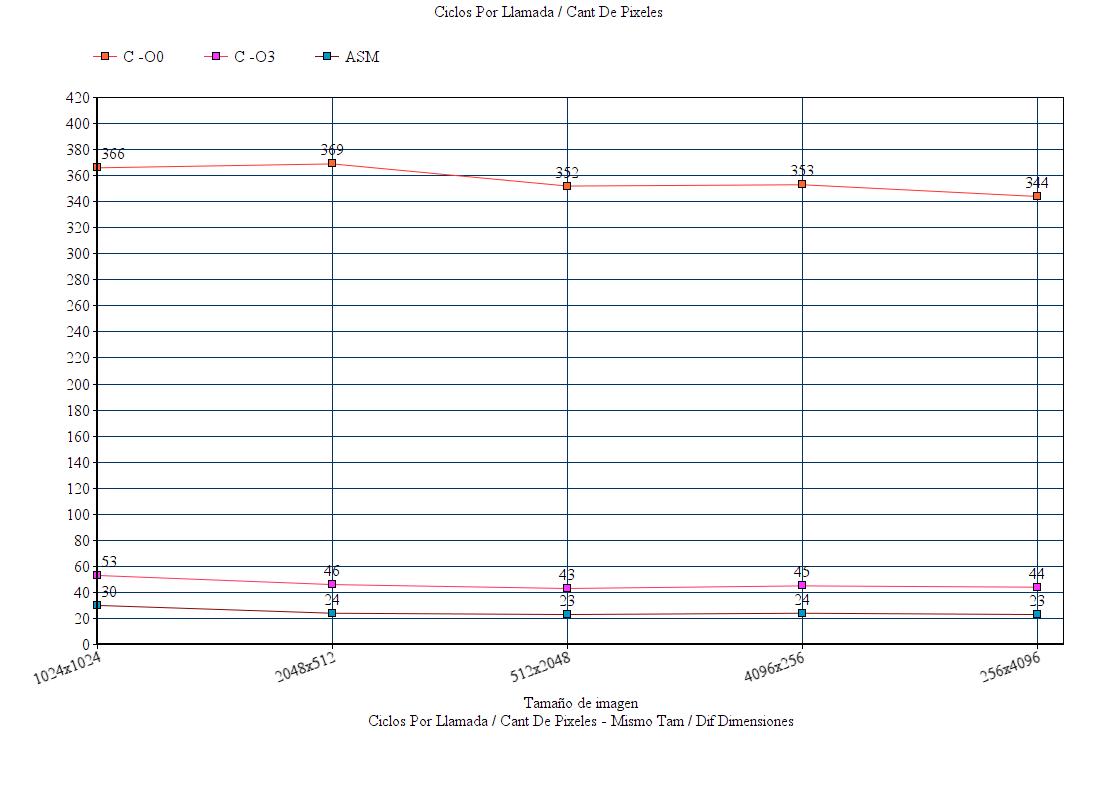 Ciclos Por Llamada / Cant De Pixeles
C -O0 C -O3 ASM
420
400
380
360
340
320
300
280
260
240
220
200
180
160
140
120
100
80
60
40
20
0
366 369 352 353 344
53 46 43 45 44
30 24 23 24 23
1024x1024 2048x512 512x2048 4096x256 256x4096
Tamaño de imagen
Ciclos Por Llamada / Cant De Pixeles - Mismo Tam / Dif Dimensiones